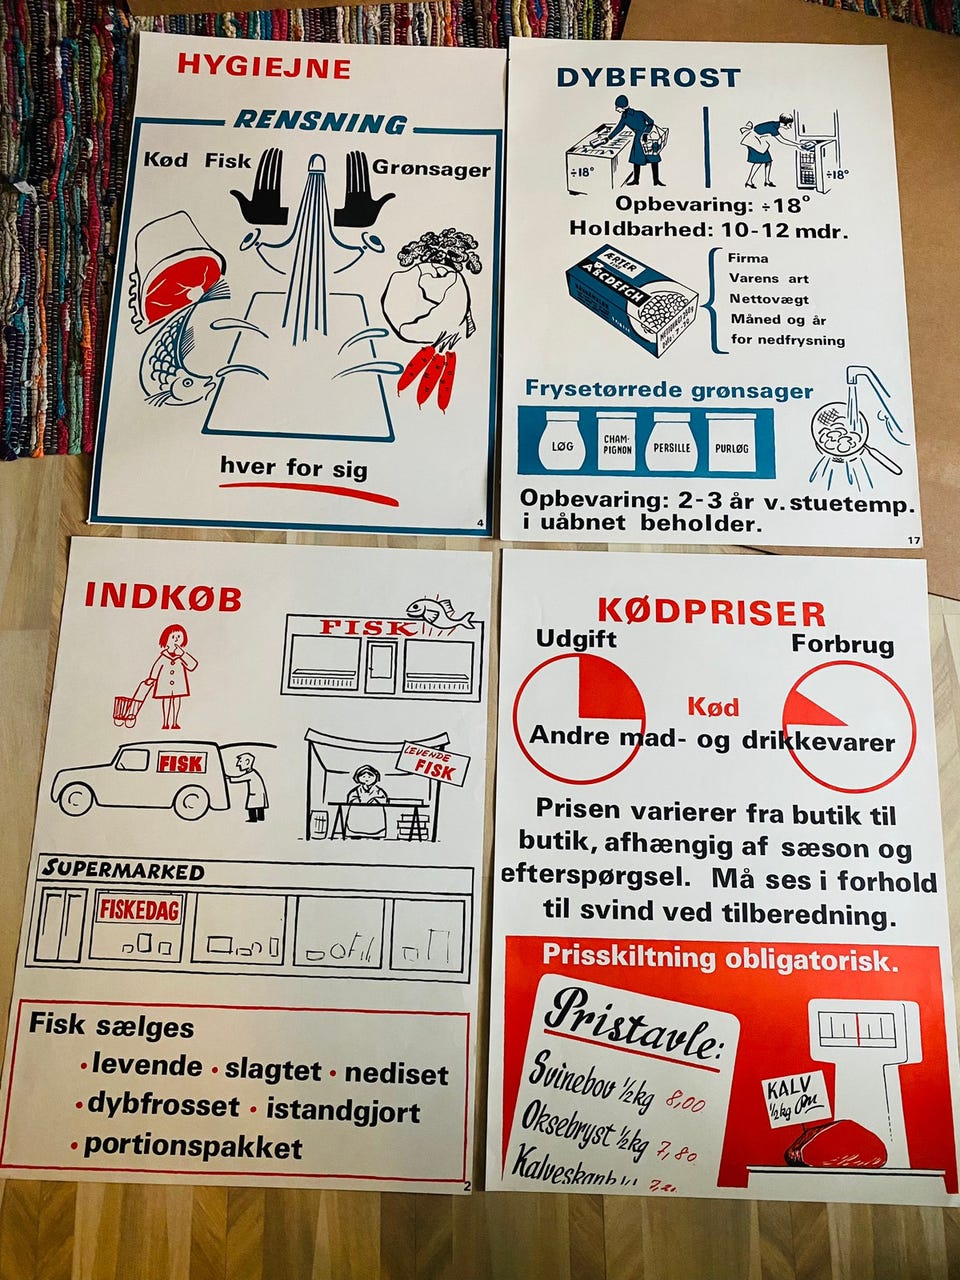 HYGIEJNE
RENSNING
Kød Fisk
Grønsager
hver for sig
4
DYBFROST
÷18°
÷18°
Opbevaring: ÷18°
Holdbarhed: 10-12 mdr.
ÆRTER
ABCDEFGH
Firma
Varens art
Nettovægt
Måned og år
for nedfrysning
Frysetørrede grønsager
LØG
CHAM-
PIGNON
PERSILLE
PURLØG
Opbevaring: 2-3 år v. stuetemp.
i uåbnet beholder.
17
INDKØB
FISK
FISK
LEVENDE
FISK
SUPERMARKED
FISKEDAG
Fisk sælges
• levende • slagtet • nediset
• dybfrosset • istandgjort
• portionspakket
2
KØDPRISER
Udgift
Forbrug
Kød
Andre mad- og drikkevarer
Prisen varierer fra butik til
butik, afhængig af sæson og
efterspørgsel. Må ses i forhold
til svind ved tilberedning.
Prisskiltning obligatorisk.
Pristavle:
Svinebov ½kg 8,00
Oksebryst ½kg 7,80
KALV
½kg